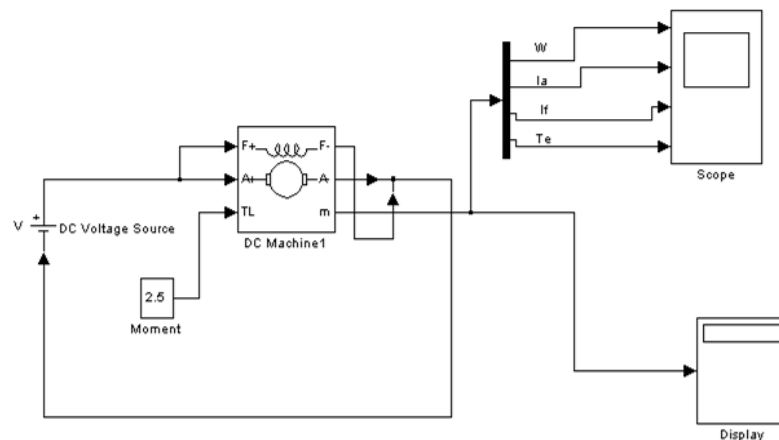 W
Ia
If
Te
Scope
F+
F-
A+
A-
TL
m
DC Machine1
V
+
DC Voltage Source
2.5
Moment
Display